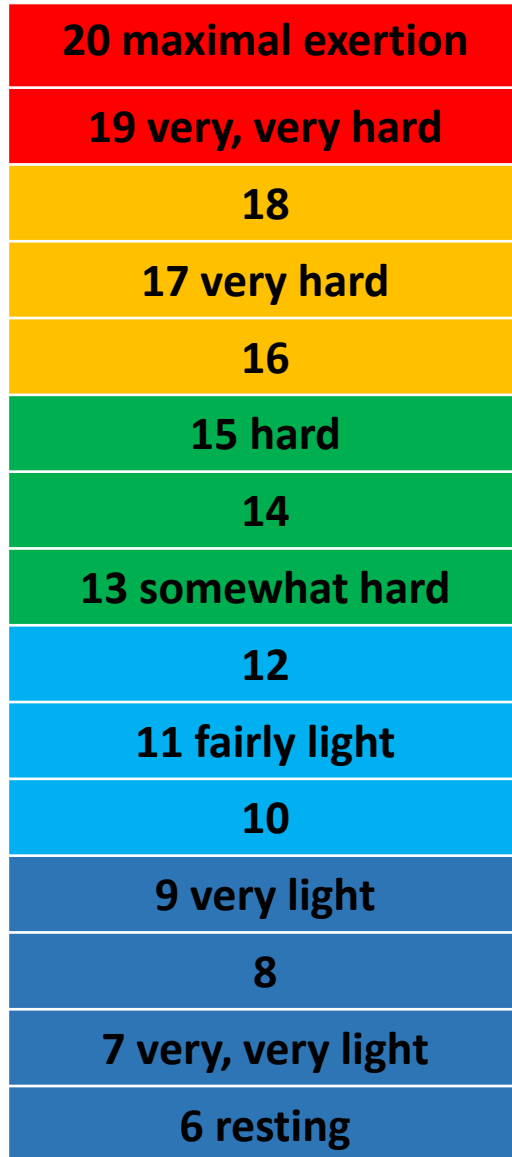 20 maximal exertion
19 very, very hard
18
17 very hard
16
15 hard
14
13 somewhat hard
12
11 fairly light
10
9 very light
8
7 very, very light
6 resting